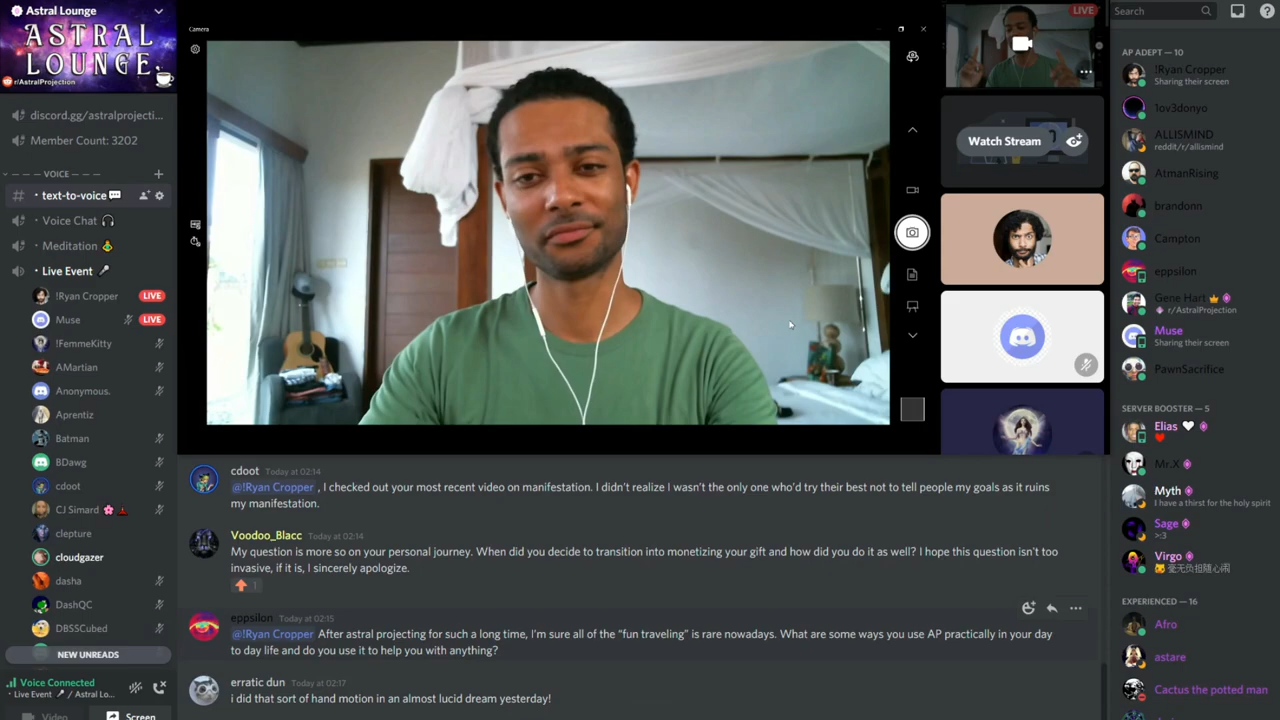 Astral Lounge
ASTRAL
LOUNGE
r/AstralProjection
discord.gg/astralprojecti...
Member Count: 3202
VOICE
text-to-voice
Voice Chat
Meditation
Live Event
!Ryan Cropper LIVE
Muse LIVE
!FemmeKitty
AMartian
Anonymous.
Aprentiz
Batman
BDawg
cdoot
CJ Simard
clepture
cloudgazer
dasha
DashQC
DBSSCubed
NEW UNREADS
Voice Connected
Live Event / Astral Lo...
Video Screen
Camera
LIVE
Watch Stream
cdoot Today at 02:14
@!Ryan Cropper , I checked out your most recent video on manifestation. I didn't realize I wasn't the only one who'd try their best not to tell people my goals as it ruins
my manifestation.
Voodoo_Blacc Today at 02:14
My question is more so on your personal journey. When did you decide to transition into monetizing your gift and how did you do it as well? I hope this question isn't too
invasive, if it is, I sincerely apologize.
1
eppsilon Today at 02:15
@!Ryan Cropper After astral projecting for such a long time, I'm sure all of the "fun traveling" is rare nowadays. What are some ways you use AP practically in your day
to day life and do you use it to help you with anything?
erratic dun Today at 02:17
i did that sort of hand motion in an almost lucid dream yesterday!
Search
AP ADEPT — 10
!Ryan Cropper
Sharing their screen
1ov3donyo
ALLISMIND
reddit/r/allismind
AtmanRising
brandonn
Campton
eppsilon
Gene Hart
r/AstralProjection
Muse
Sharing their screen
PawnSacrifice
SERVER BOOSTER — 5
Elias
Mr.X
Myth
I have a thirst for the holy spirit
Sage
>:3
Virgo
毫无负担随心闹
EXPERIENCED — 16
Afro
astare
Cactus the potted man